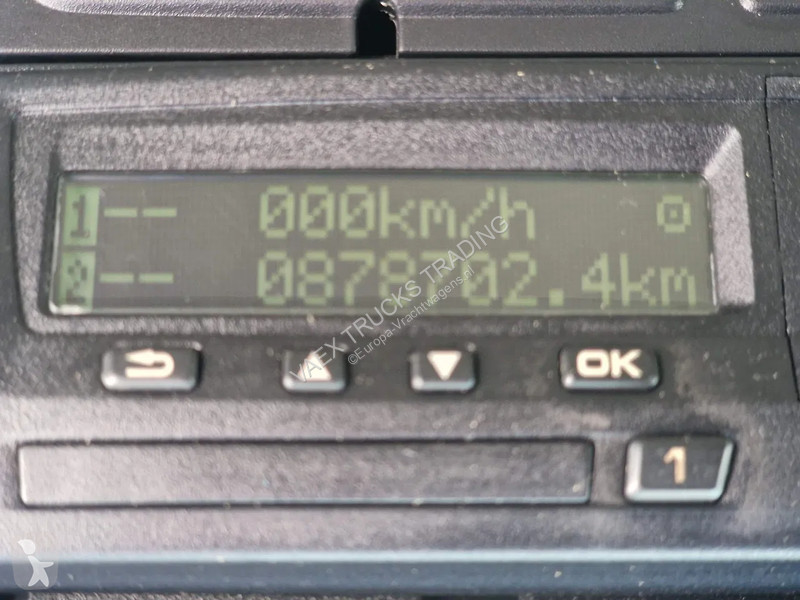 1-- 000km/h
2-- 0878702.4km
VAEX TRUCKS TRADING
©Europa-Vrachtwagens.nl
OK
1